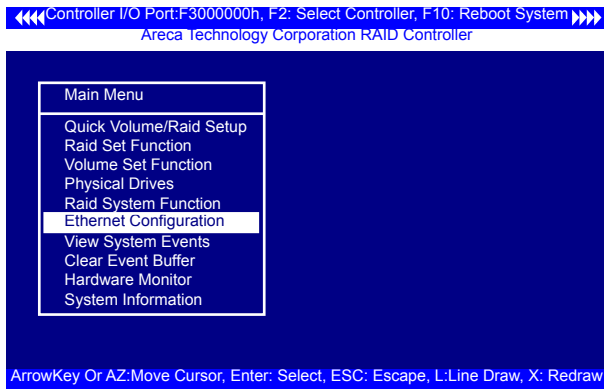 Controller I/O Port:F3000000h, F2: Select Controller, F10: Reboot System
Areca Technology Corporation RAID Controller
Main Menu
Quick Volume/Raid Setup
Raid Set Function
Volume Set Function
Physical Drives
Raid System Function
Ethernet Configuration
View System Events
Clear Event Buffer
Hardware Monitor
System Information
ArrowKey Or AZ:Move Cursor, Enter: Select, ESC: Escape, L:Line Draw, X: Redraw